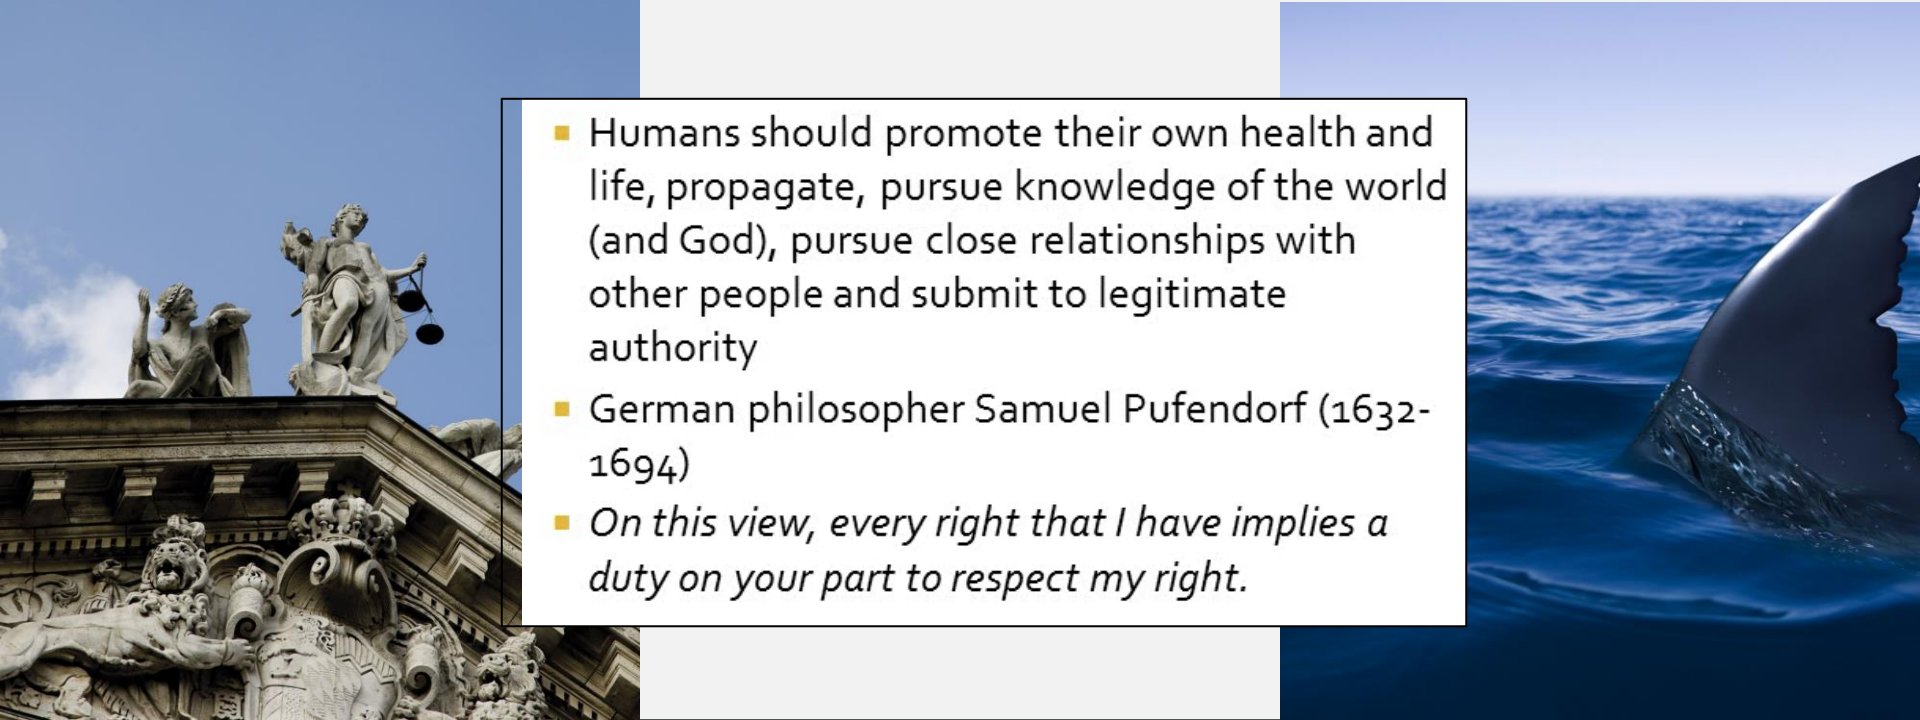 Humans should promote their own health and
life, propagate, pursue knowledge of the world
(and God), pursue close relationships with
other people and submit to legitimate
authority
German philosopher Samuel Pufendorf (1632-
1694)
On this view, every right that I have implies a
duty on your part to respect my right.